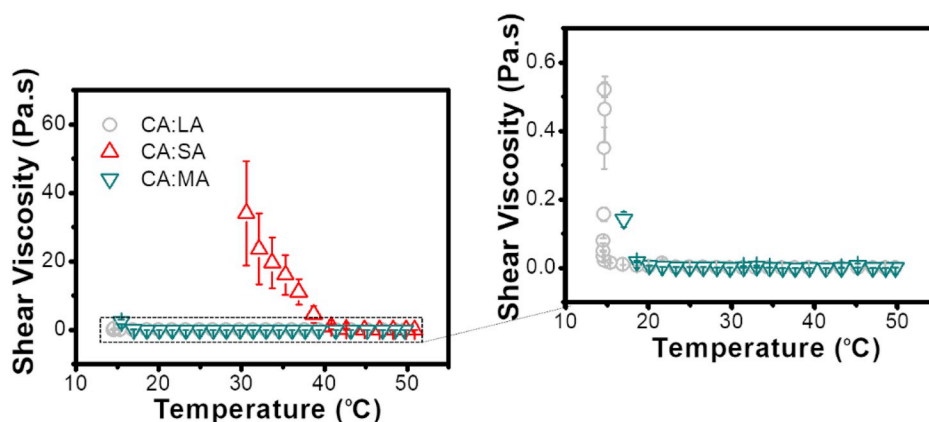 Shear Viscosity (Pa.s)
60
40
20
0
CA:LA
CA:SA
CA:MA
10 20 30 40 50
Temperature (°C)
Shear Viscosity (Pa.s)
0.6
0.4
0.2
0.0
10 20 30 40 50
Temperature (°C)